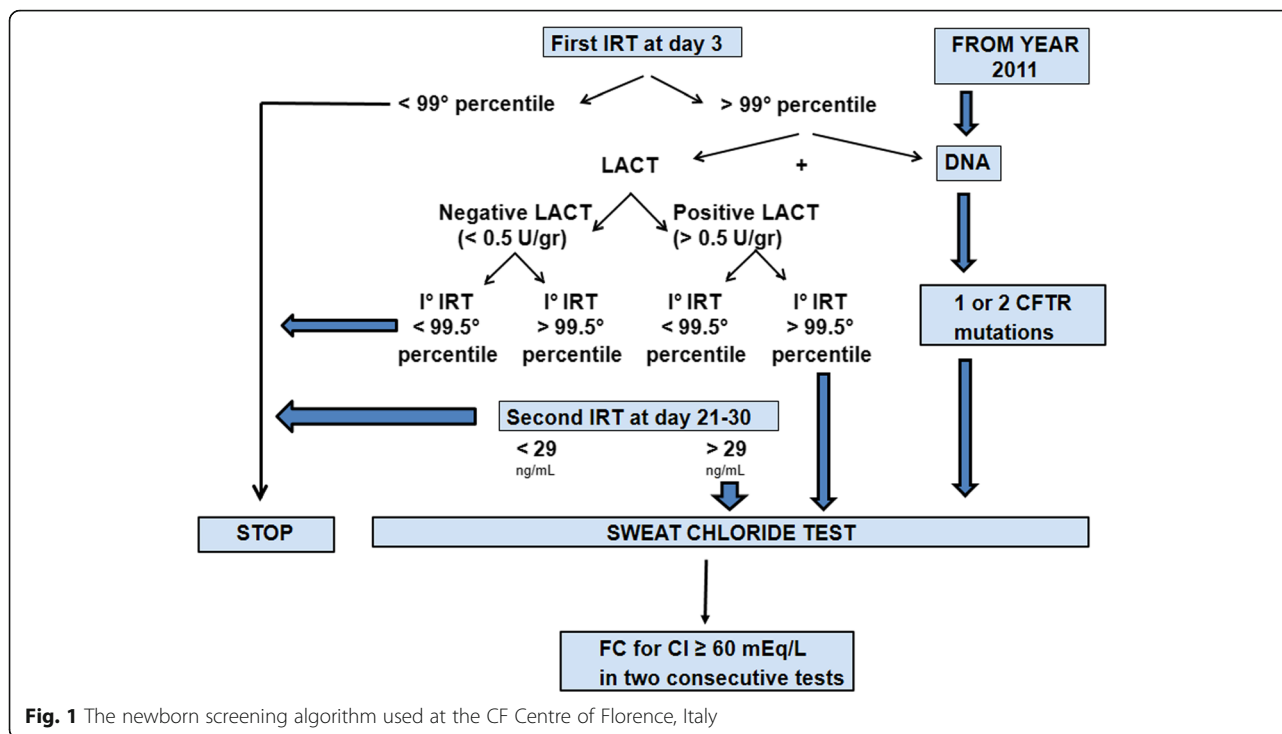 First IRT at day 3
FROM YEAR
2011
< 99° percentile
> 99° percentile
LACT
+
DNA
Negative LACT
(< 0.5 U/gr)
Positive LACT
(> 0.5 U/gr)
I° IRT
< 99.5°
percentile
I° IRT
> 99.5°
percentile
I° IRT
< 99.5°
percentile
I° IRT
> 99.5°
percentile
1 or 2 CFTR
mutations
Second IRT at day 21-30
< 29
ng/mL
> 29
ng/mL
STOP
SWEAT CHLORIDE TEST
FC for Cl ≥ 60 mEq/L
in two consecutive tests
Fig. 1 The newborn screening algorithm used at the CF Centre of Florence, Italy